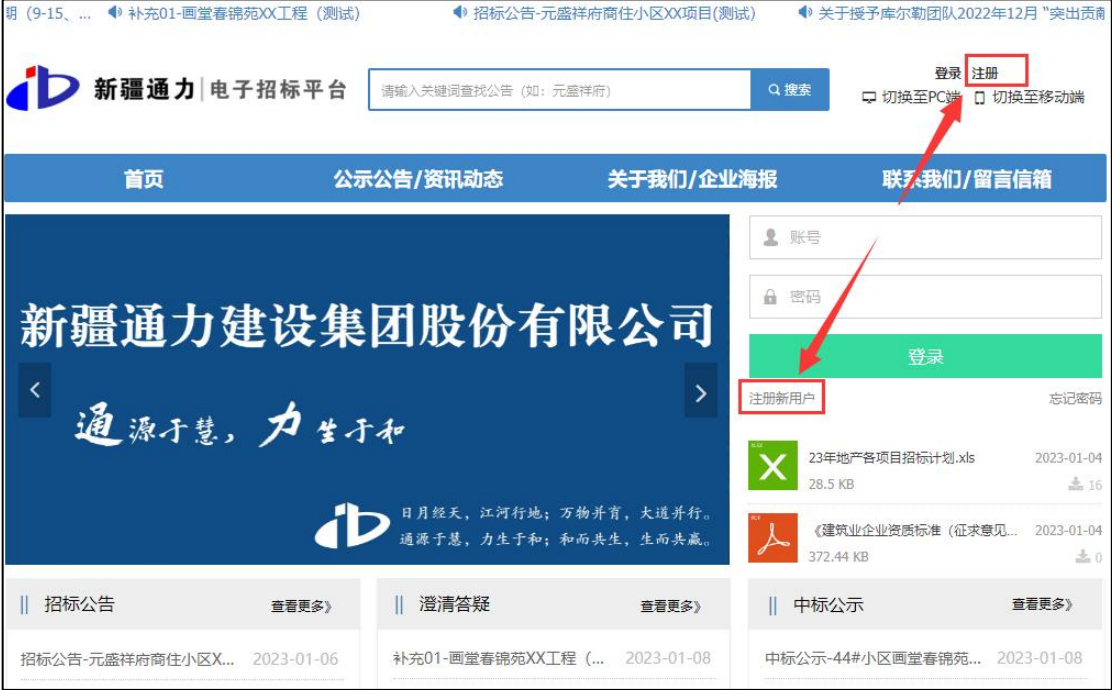 明（9-15、... 补充01-画堂春锦苑XX工程（测试） 招标公告-元盛祥府商住小区XX项目(测试) 关于授予库尔勒团队2022年12月 “突出贡献
新疆通力 电子招标平台
请输入关键词查找公告（如：元盛祥府）
搜索
登录 注册
切换至PC端 切换至移动端
首页 公示公告/资讯动态 关于我们/企业海报 联系我们/留言信箱
新疆通力建设集团股份有限公司
通源于慧，力生于和
日月经天，江河行地；万物并育，大道并行。
通源于慧，力生于和；和而共生，生而共赢。
账号
密码
登录
注册新用户 忘记密码
23年地产各项目招标计划.xls 2023-01-04
28.5 KB 16
《建筑业企业资质标准（征求意见... 2023-01-04
372.44 KB 0
招标公告 查看更多》
澄清答疑 查看更多》
中标公示 查看更多》
招标公告-元盛祥府商住小区X... 2023-01-06
补充01-画堂春锦苑XX工程（... 2023-01-08
中标公示-44#小区画堂春锦苑... 2023-01-08